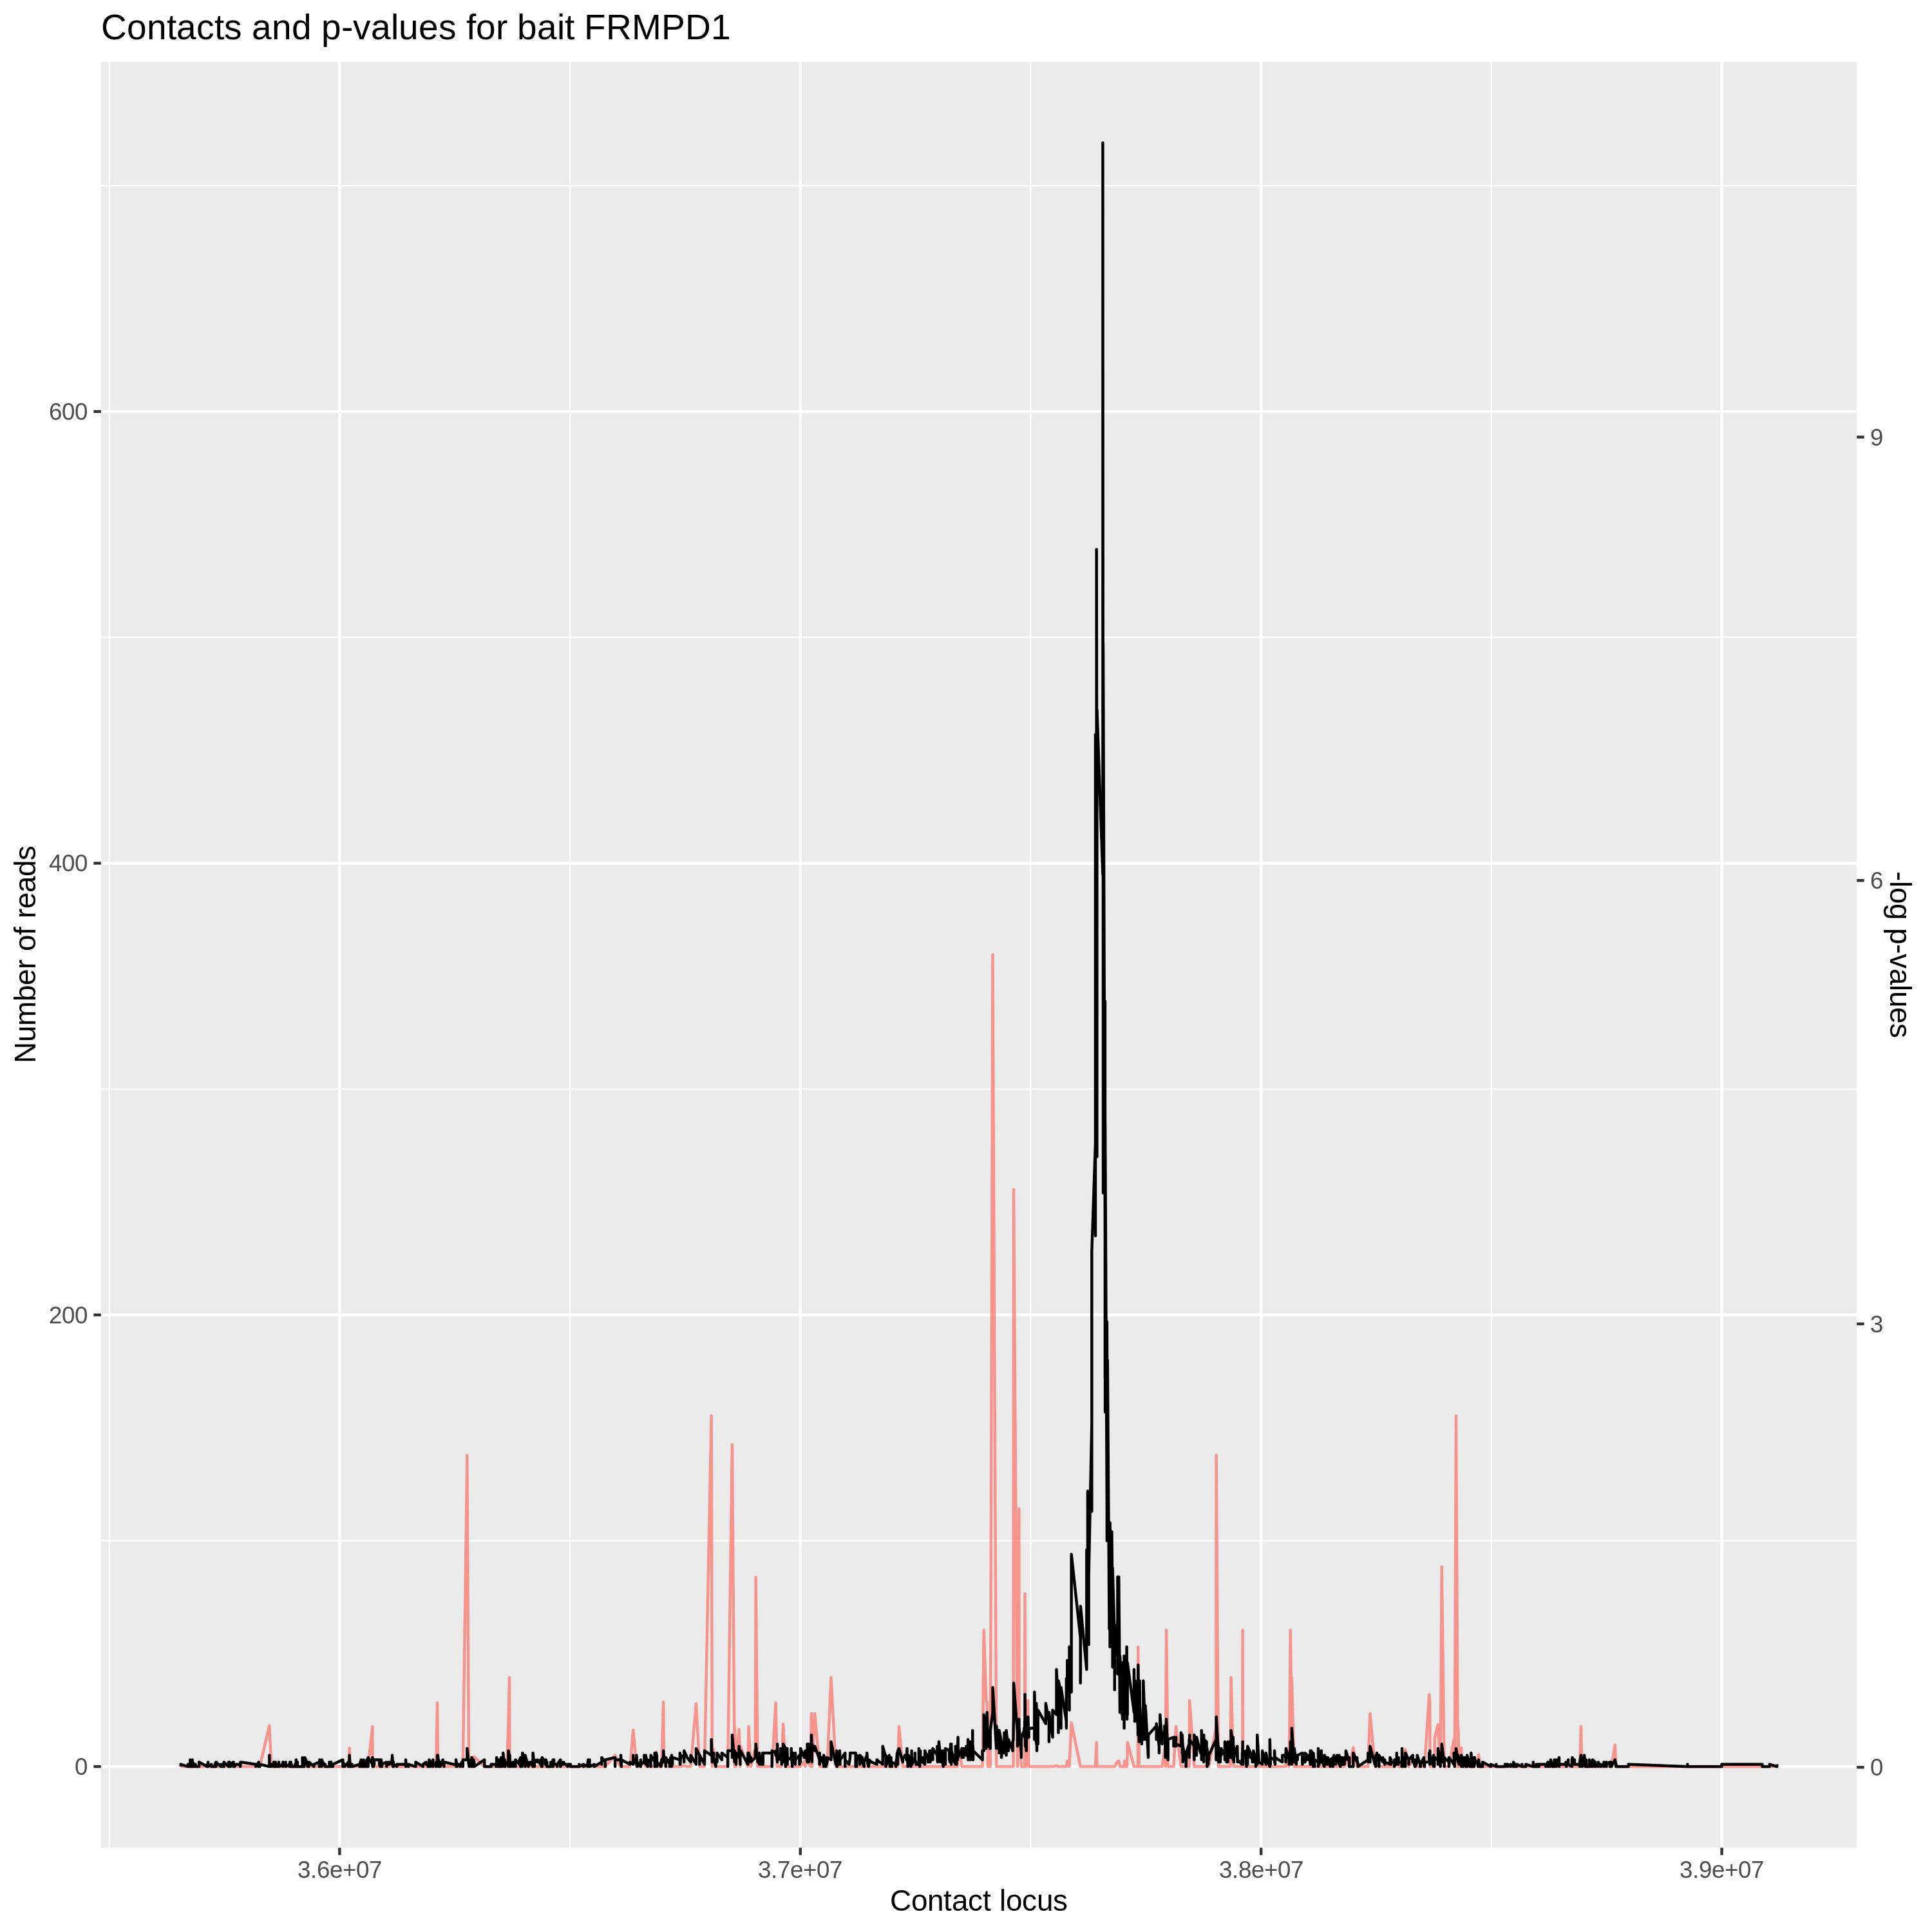 Contacts and p-values for bait FRMPD1
600
400
200
0
Number of reads
9
6
3
0
-log p-values
3.6e+07
3.7e+07
3.8e+07
3.9e+07
Contact locus